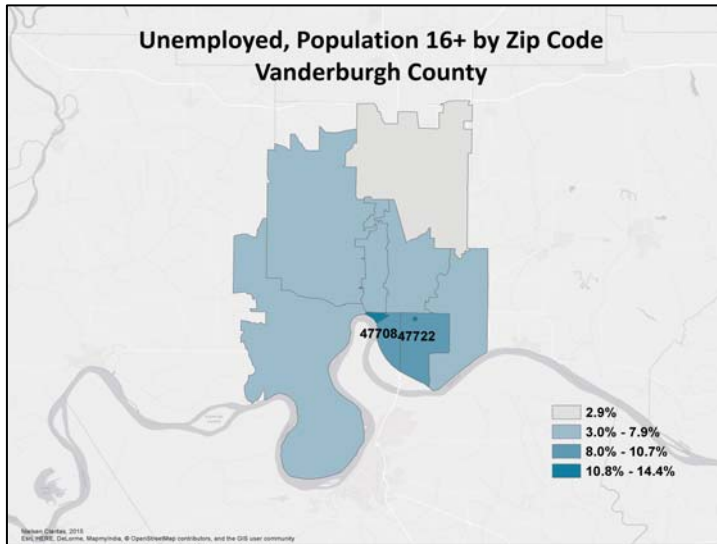 Unemployed, Population 16+ by Zip Code
Vanderburgh County
47708
47722
2.9%
3.0% - 7.9%
8.0% - 10.7%
10.8% - 14.4%
Nielsen Claritas, 2015
Esri, HERE, DeLorme, MapmyIndia, © OpenStreetMap contributors, and the GIS user community